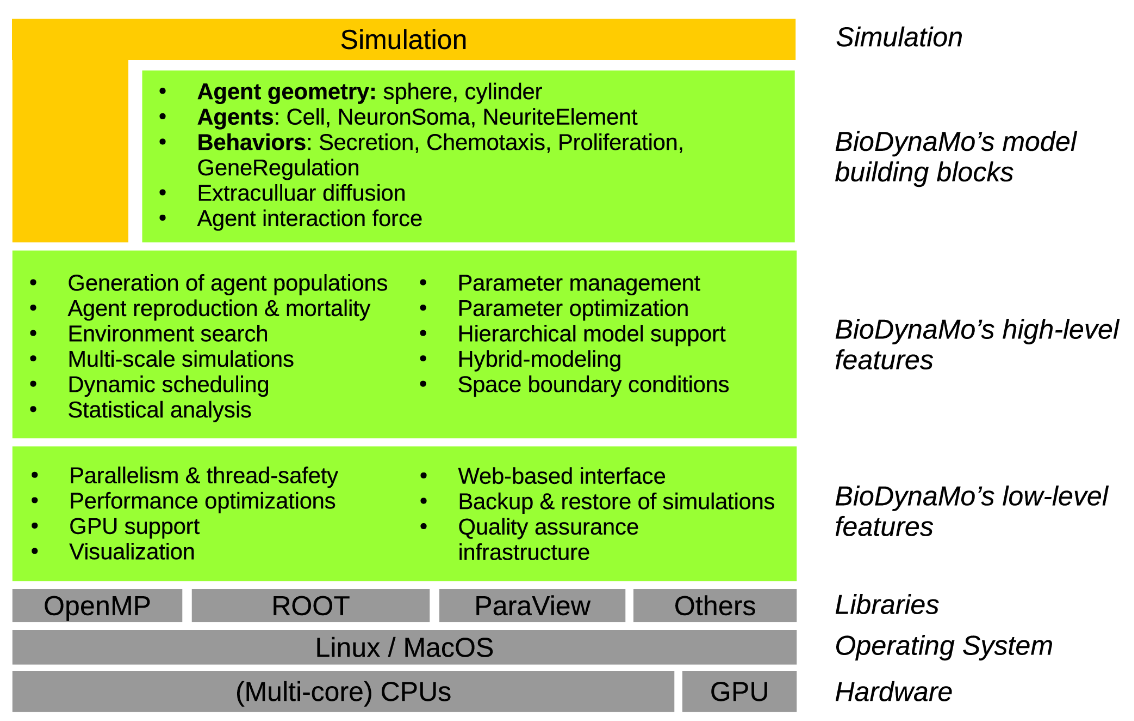 Simulation
Simulation
• Agent geometry: sphere, cylinder
• Agents: Cell, NeuronSoma, NeuriteElement
• Behaviors: Secretion, Chemotaxis, Proliferation,
GeneRegulation
• Extraculluar diffusion
• Agent interaction force
BioDynaMo’s model
building blocks
• Generation of agent populations
• Agent reproduction & mortality
• Environment search
• Multi-scale simulations
• Dynamic scheduling
• Statistical analysis
• Parameter management
• Parameter optimization
• Hierarchical model support
• Hybrid-modeling
• Space boundary conditions
BioDynaMo’s high-level
features
• Parallelism & thread-safety
• Performance optimizations
• GPU support
• Visualization
• Web-based interface
• Backup & restore of simulations
• Quality assurance
infrastructure
BioDynaMo’s low-level
features
OpenMP
ROOT
ParaView
Others
Libraries
Linux / MacOS
Operating System
(Multi-core) CPUs
GPU
Hardware